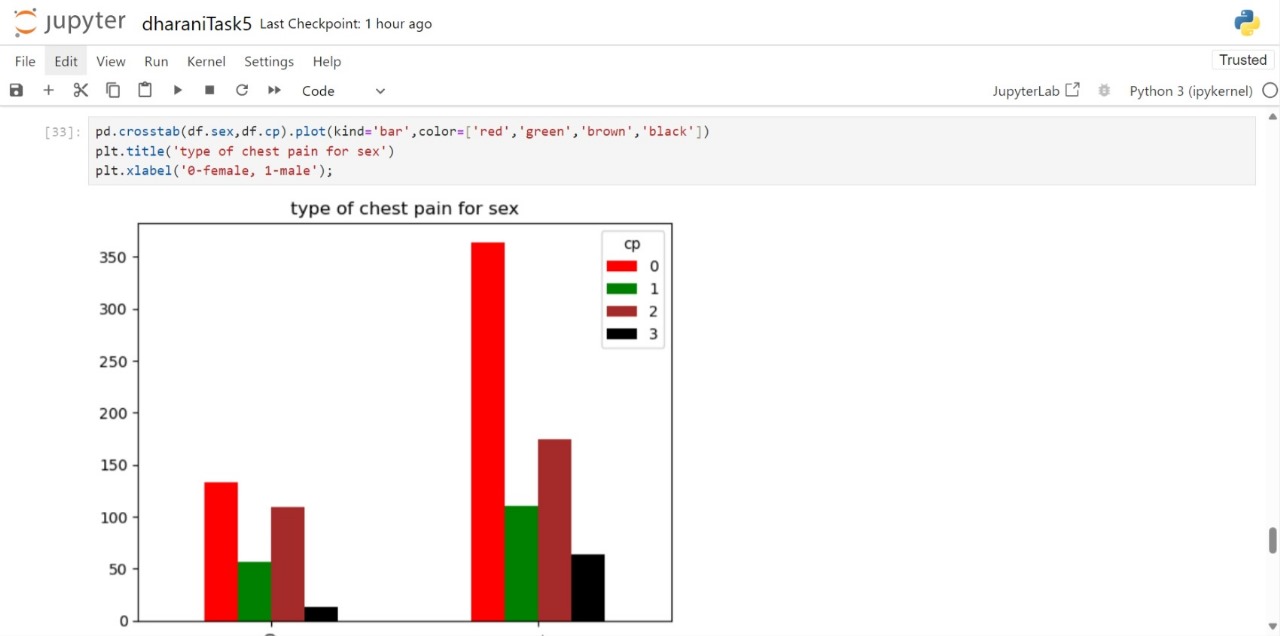 jupyter dharaniTask5 Last Checkpoint: 1 hour ago
File Edit View Run Kernel Settings Help
Trusted
Code
JupyterLab
Python 3 (ipykernel)
[33]:
pd.crosstab(df.sex,df.cp).plot(kind='bar',color=['red','green','brown','black'])
plt.title('type of chest pain for sex')
plt.xlabel('0-female, 1-male');
type of chest pain for sex
cp
0
1
2
3
350
300
250
200
150
100
50
0